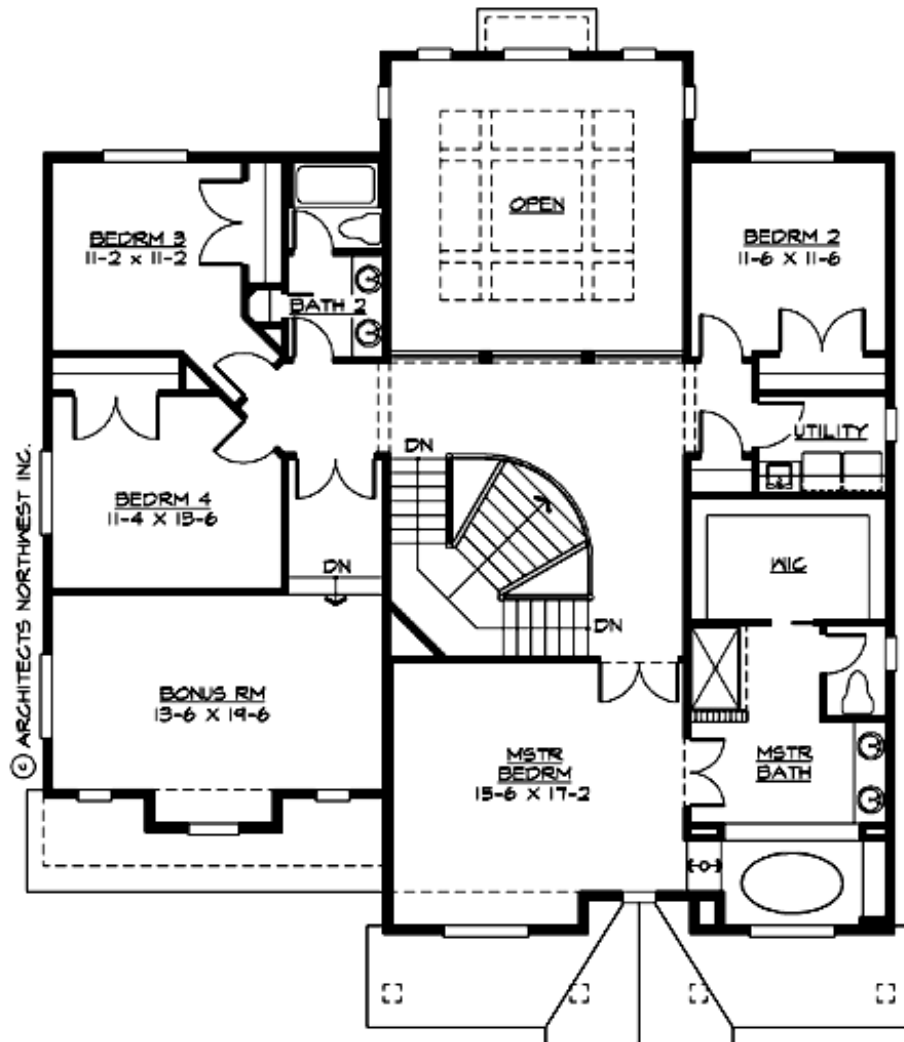 OPEN
BEDRM 3
11-2 x 11-2
BEDRM 2
11-6 X 11-6
BATH 2
UTILITY
DN
BEDRM 4
11-4 X 13-6
WIC
DN
DN
BONUS RM
13-6 X 19-6
MSTR
BEDRM
15-6 X 17-2
MSTR
BATH
© ARCHITECTS NORTHWEST INC.